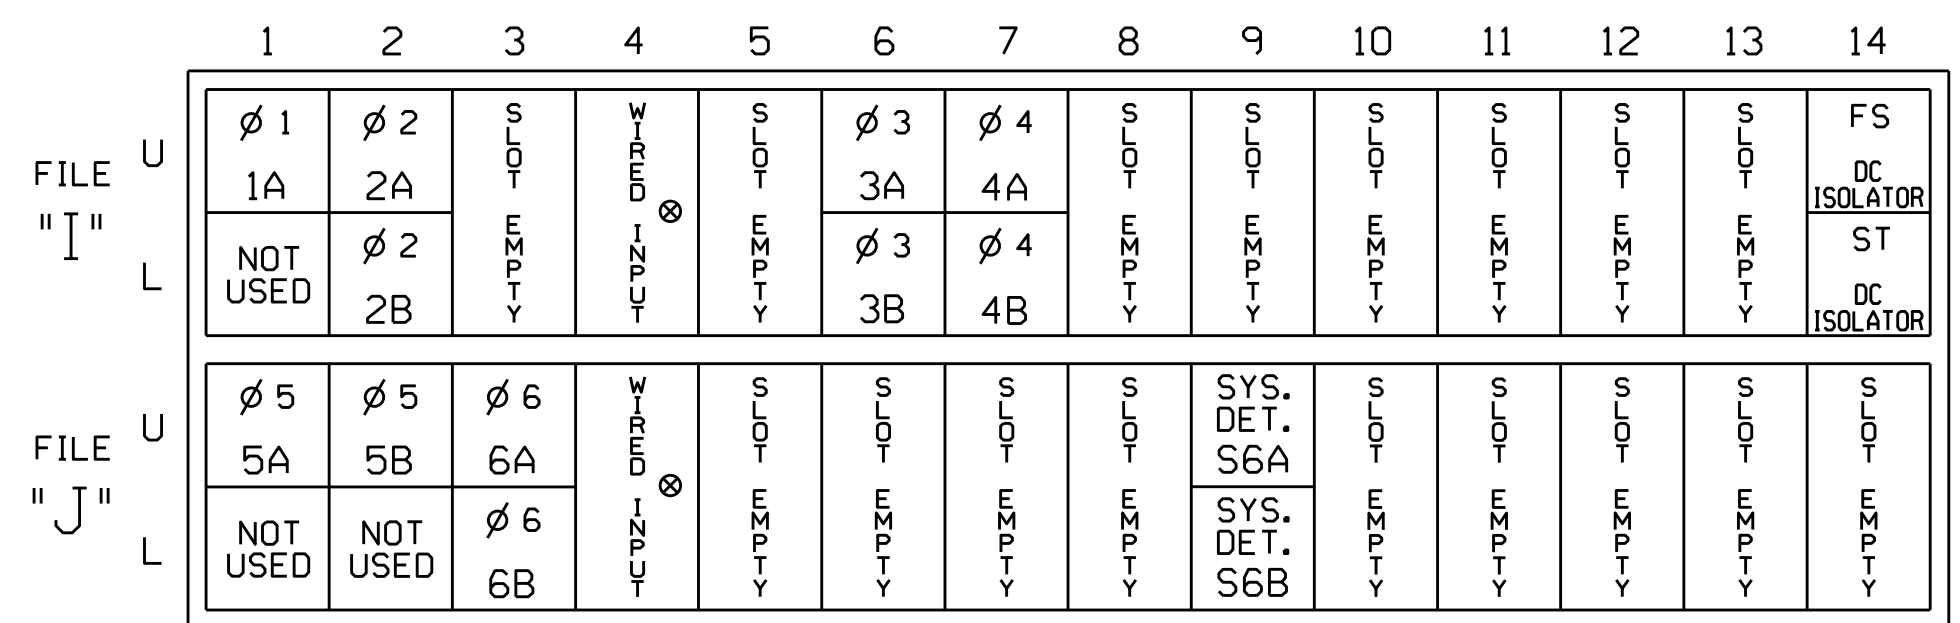 1 2 3 4 5 6 7 8 9 10 11 12 13 14
FILE "I"
U
L
Ø 1
1A
NOT USED
Ø 2
2A
Ø 2
2B
SLOT EMPTY
WIRED INPUT
SLOT EMPTY
Ø 3
3A
Ø 3
3B
Ø 4
4A
Ø 4
4B
SLOT EMPTY
SLOT EMPTY
SLOT EMPTY
SLOT EMPTY
SLOT EMPTY
SLOT EMPTY
FS
DC
ISOLATOR
ST
DC
ISOLATOR
FILE "J"
U
L
Ø 5
5A
NOT USED
Ø 5
5B
NOT USED
Ø 6
6A
Ø 6
6B
WIRED INPUT
SLOT EMPTY
SLOT EMPTY
SLOT EMPTY
SLOT EMPTY
SYS.
DET.
S6A
SYS.
DET.
S6B
SLOT EMPTY
SLOT EMPTY
SLOT EMPTY
SLOT EMPTY
SLOT EMPTY